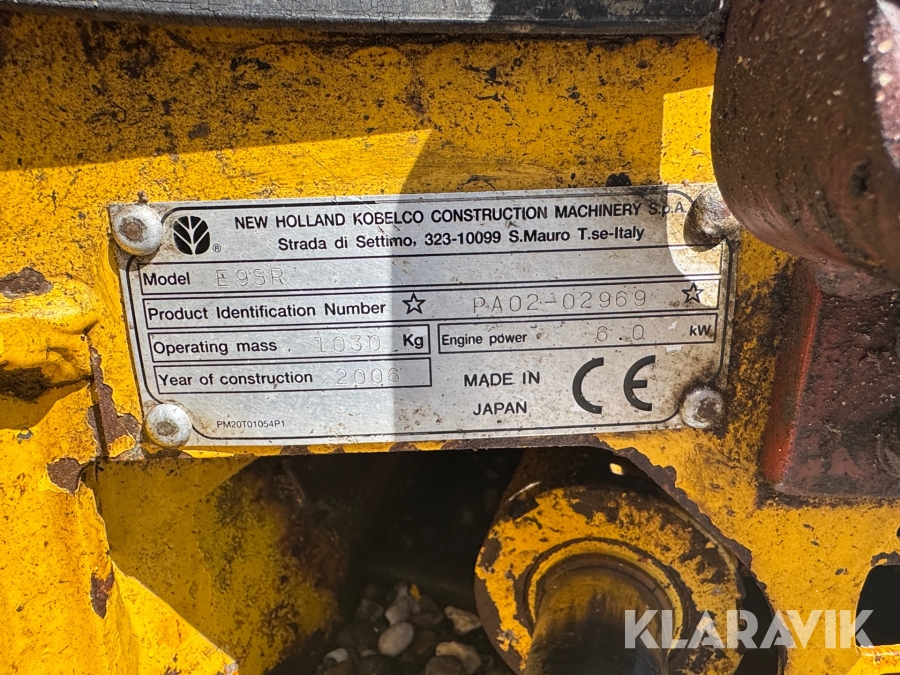 NEW HOLLAND KOBELCO CONSTRUCTION MACHINERY S.p.A
Strada di Settimo, 323-10099 S.Mauro T.se-Italy
®
Model E9SR
Product Identification Number ☆ PA02-02969 ☆
Operating mass 1030 Kg
Engine power 6.0 kW
Year of construction 2006
MADE IN
JAPAN
CE
PM20T01054P1
KLARAVIK